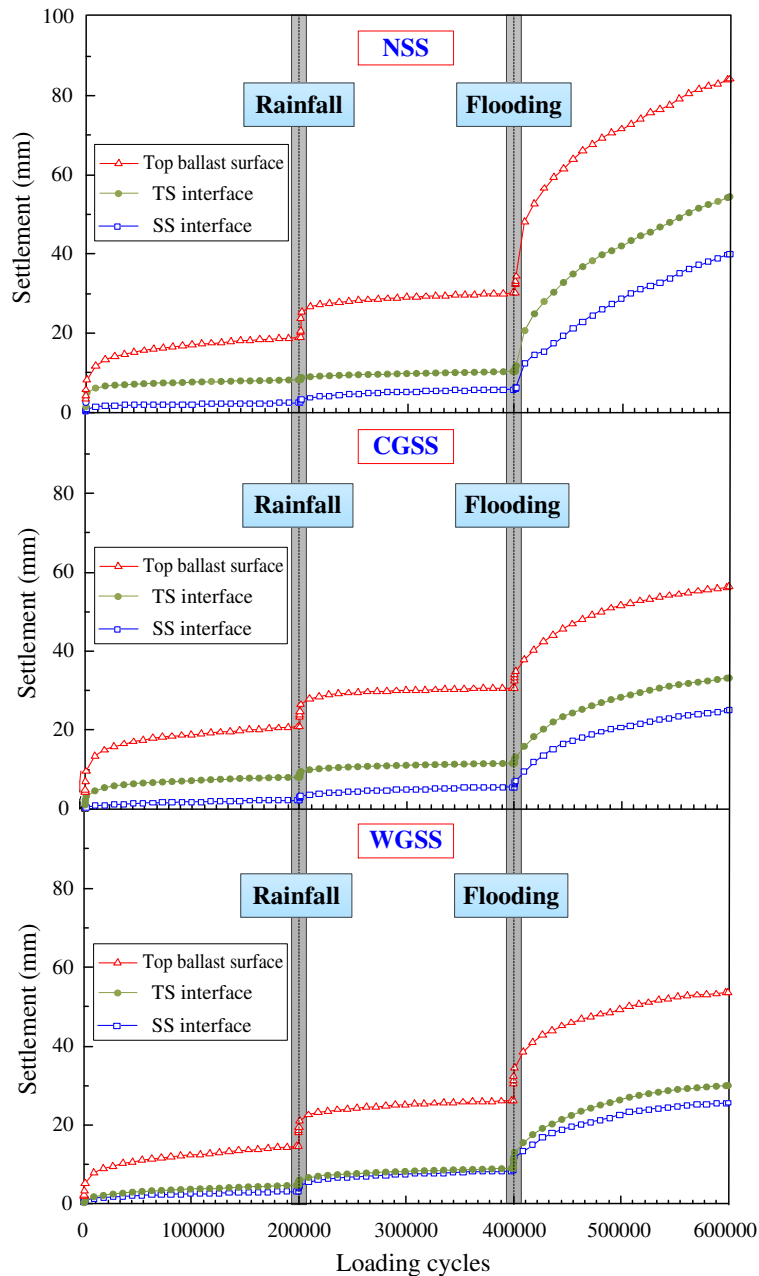 100
80
60
40
20
0
Settlement (mm)
NSS
Rainfall
Flooding
Top ballast surface
TS interface
SS interface
80
60
40
20
0
Settlement (mm)
CGSS
Rainfall
Flooding
Top ballast surface
TS interface
SS interface
80
60
40
20
0
Settlement (mm)
WGSS
Rainfall
Flooding
Top ballast surface
TS interface
SS interface
0 100000 200000 300000 400000 500000 600000
Loading cycles